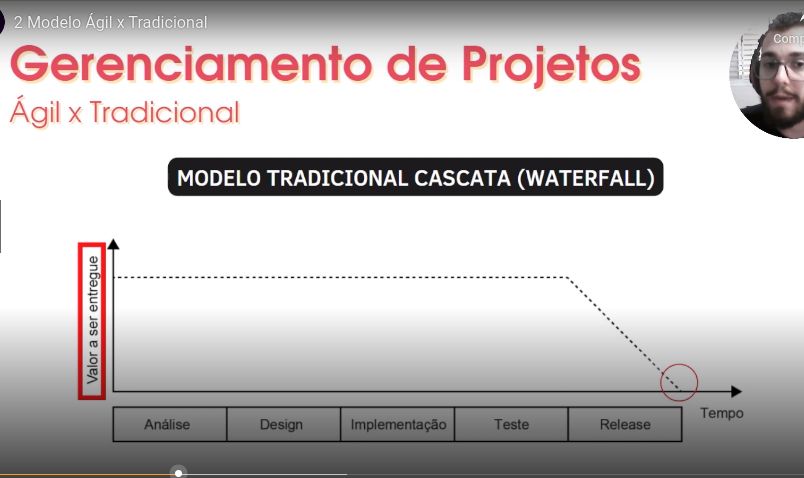 2 Modelo Ágil x Tradicional
Gerenciamento de Projetos
Comp
Ágil x Tradicional
MODELO TRADICIONAL CASCATA (WATERFALL)
Valor a ser entregue
Tempo
Análise
Design
Implementação
Teste
Release